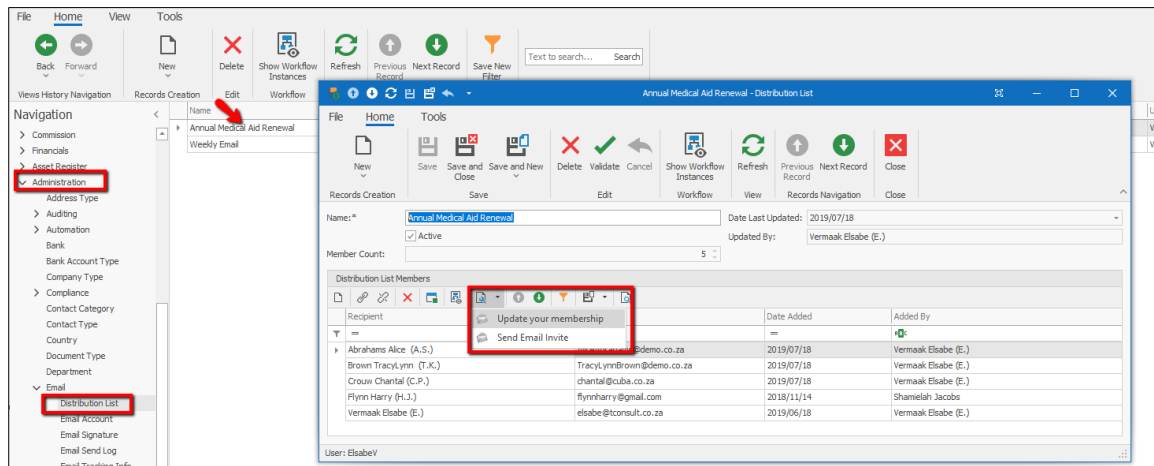 File Home View Tools
Back Forward New Delete Show Workflow Instances Refresh Previous Record Next Record Save New Filter Text to search... Search
Views History Navigation Records Creation Edit Workflow
Navigation
Commission
Financials
Asset Register
Administration
Address Type
Auditing
Automation
Bank
Bank Account Type
Company Type
Compliance
Contact Category
Contact Type
Country
Document Type
Department
Email
Distribution List
Email Account
Email Signature
Email Send Log
Email Tracking Info
Name
Annual Medical Aid Renewal
Weekly Email
Annual Medical Aid Renewal - Distribution List
File Home Tools
New Save Save and Close Save and New Delete Validate Cancel Show Workflow Instances Refresh Previous Record Next Record Close
Records Creation Save Edit Workflow View Records Navigation Close
Name:* Annual Medical Aid Renewal Date Last Updated: 2019/07/18
Active Updated By: Vermaak Elsabe (E.)
Member Count: 5
Distribution List Members
Update your membership
Send Email Invite
Recipient Date Added Added By
= =
Abrahams Alice (A.S.) @demo.co.za 2019/07/18 Vermaak Elsabe (E.)
Brown TracyLynn (T.K.) TracyLynnBrown@demo.co.za 2019/07/18 Vermaak Elsabe (E.)
Crouw Chantal (C.P.) chantal@cuba.co.za 2019/07/18 Vermaak Elsabe (E.)
Flynn Harry (H.J.) flynnharry@gmail.com 2018/11/14 Shamielah Jacobs
Vermaak Elsabe (E.) elsabe@tconsult.co.za 2019/06/18 Vermaak Elsabe (E.)
User: ElsabeV